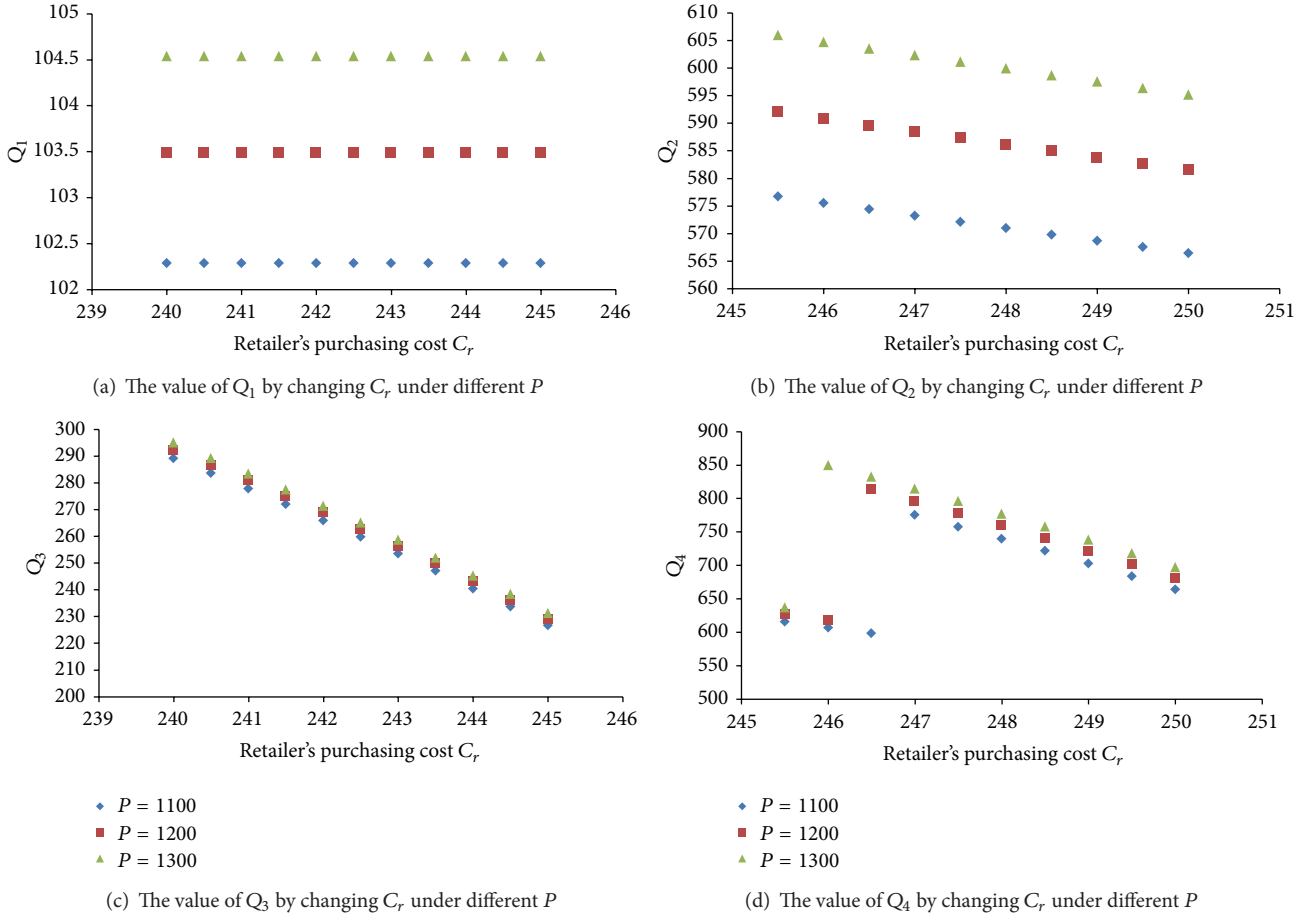 105
104.5
104
103.5
103
102.5
102
Q1
239 240 241 242 243 244 245 246
Retailer's purchasing cost Cr
(a) The value of Q1 by changing Cr under different P
610
605
600
595
590
585
580
575
570
565
560
Q2
245 246 247 248 249 250 251
Retailer's purchasing cost Cr
(b) The value of Q2 by changing Cr under different P
300
290
280
270
260
250
240
230
220
210
200
Q3
239 240 241 242 243 244 245 246
Retailer's purchasing cost Cr
P = 1100
P = 1200
P = 1300
(c) The value of Q3 by changing Cr under different P
900
850
800
750
700
650
600
550
500
Q4
245 246 247 248 249 250 251
Retailer's purchasing cost Cr
P = 1100
P = 1200
P = 1300
(d) The value of Q4 by changing Cr under different P